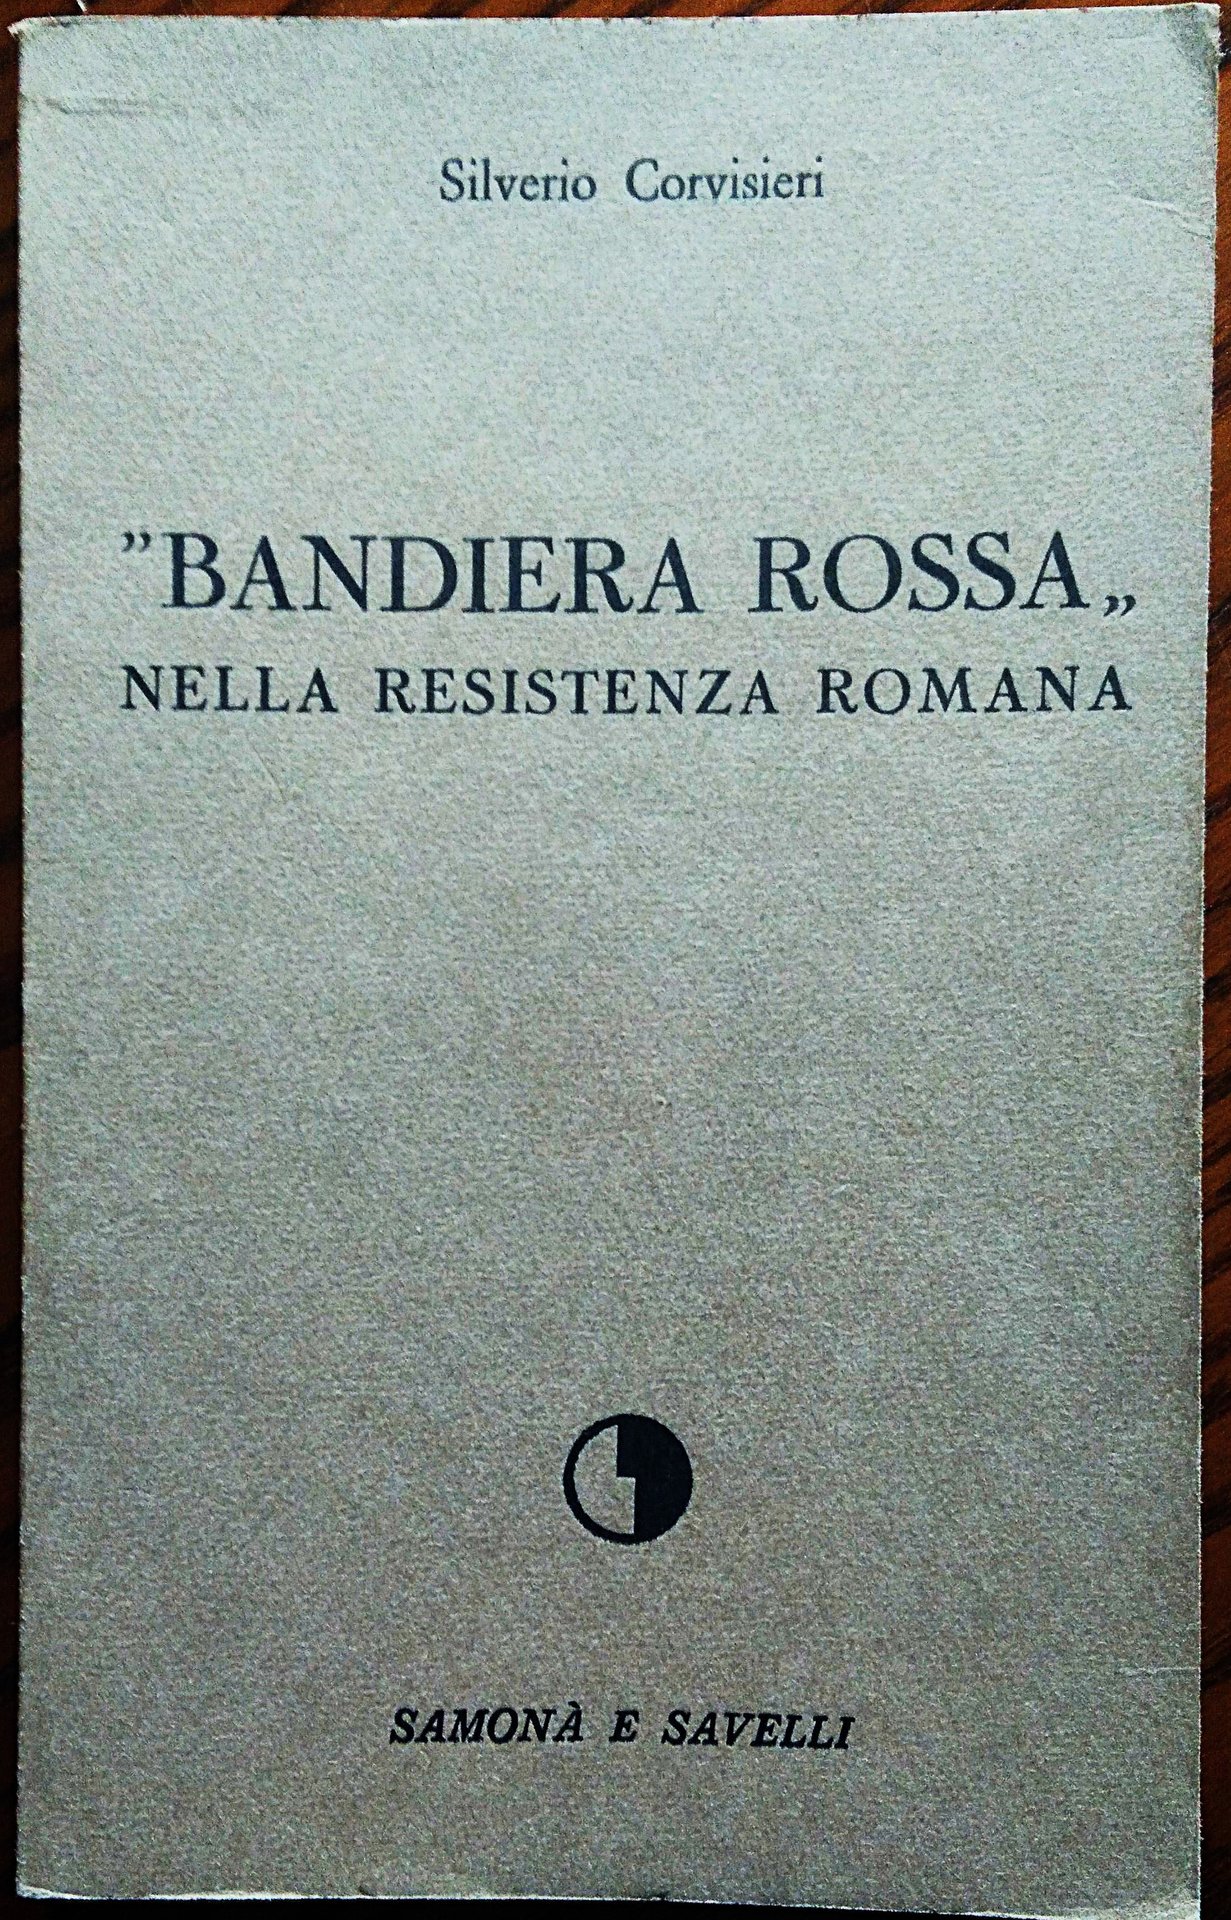 Silverio Corvisieri
”BANDIERA ROSSA„
NELLA RESISTENZA ROMANA
SAMONÀ E SAVELLI